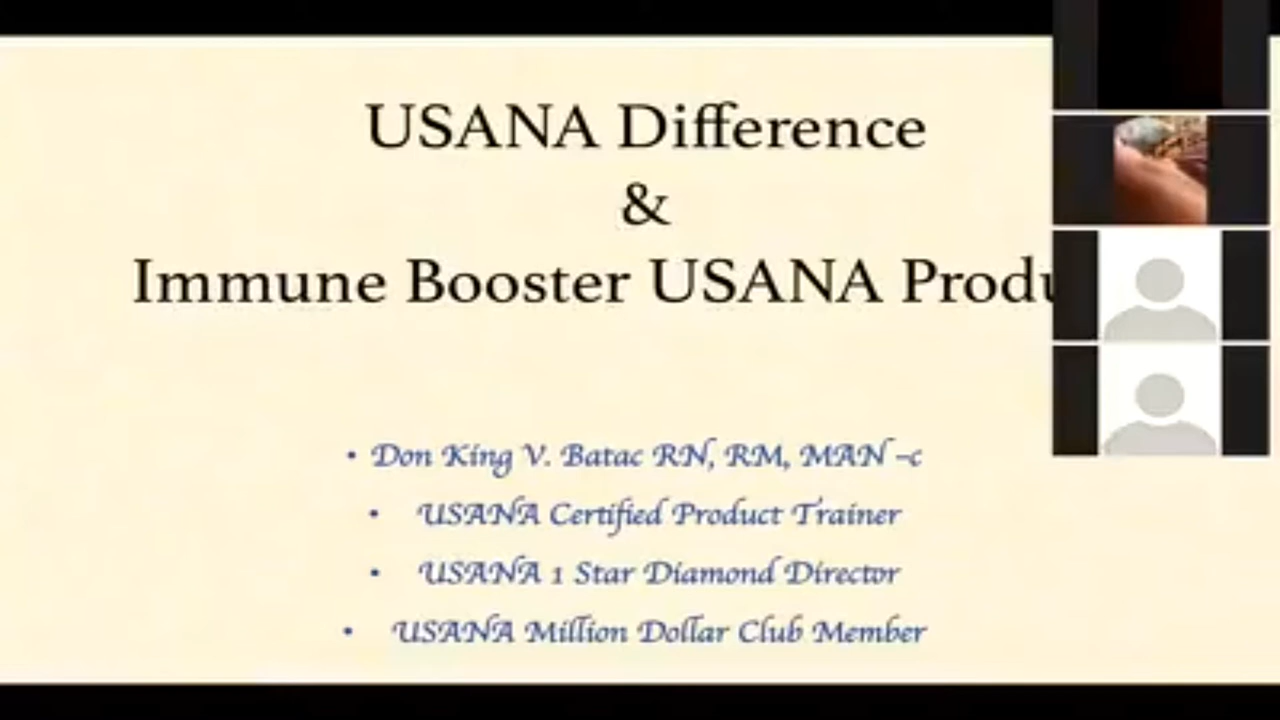 USANA Difference
&
Immune Booster USANA Produ
• Don King V. Batac RN, RM, MAN –c
• USANA Certified Product Trainer
• USANA 1 Star Diamond Director
• USANA Million Dollar Club Member